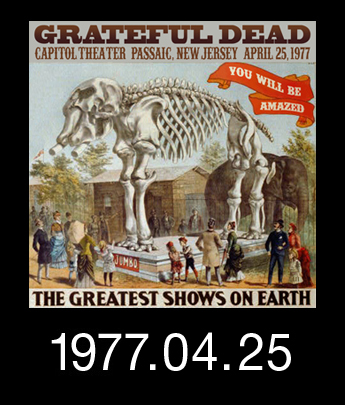 GRATEFUL DEAD
CAPITOL THEATER PASSAIC, NEW JERSEY APRIL 25, 1977
YOU WILL BE
AMAZED
JUMBO
THE GREATEST SHOWS ON EARTH
1977.04.25